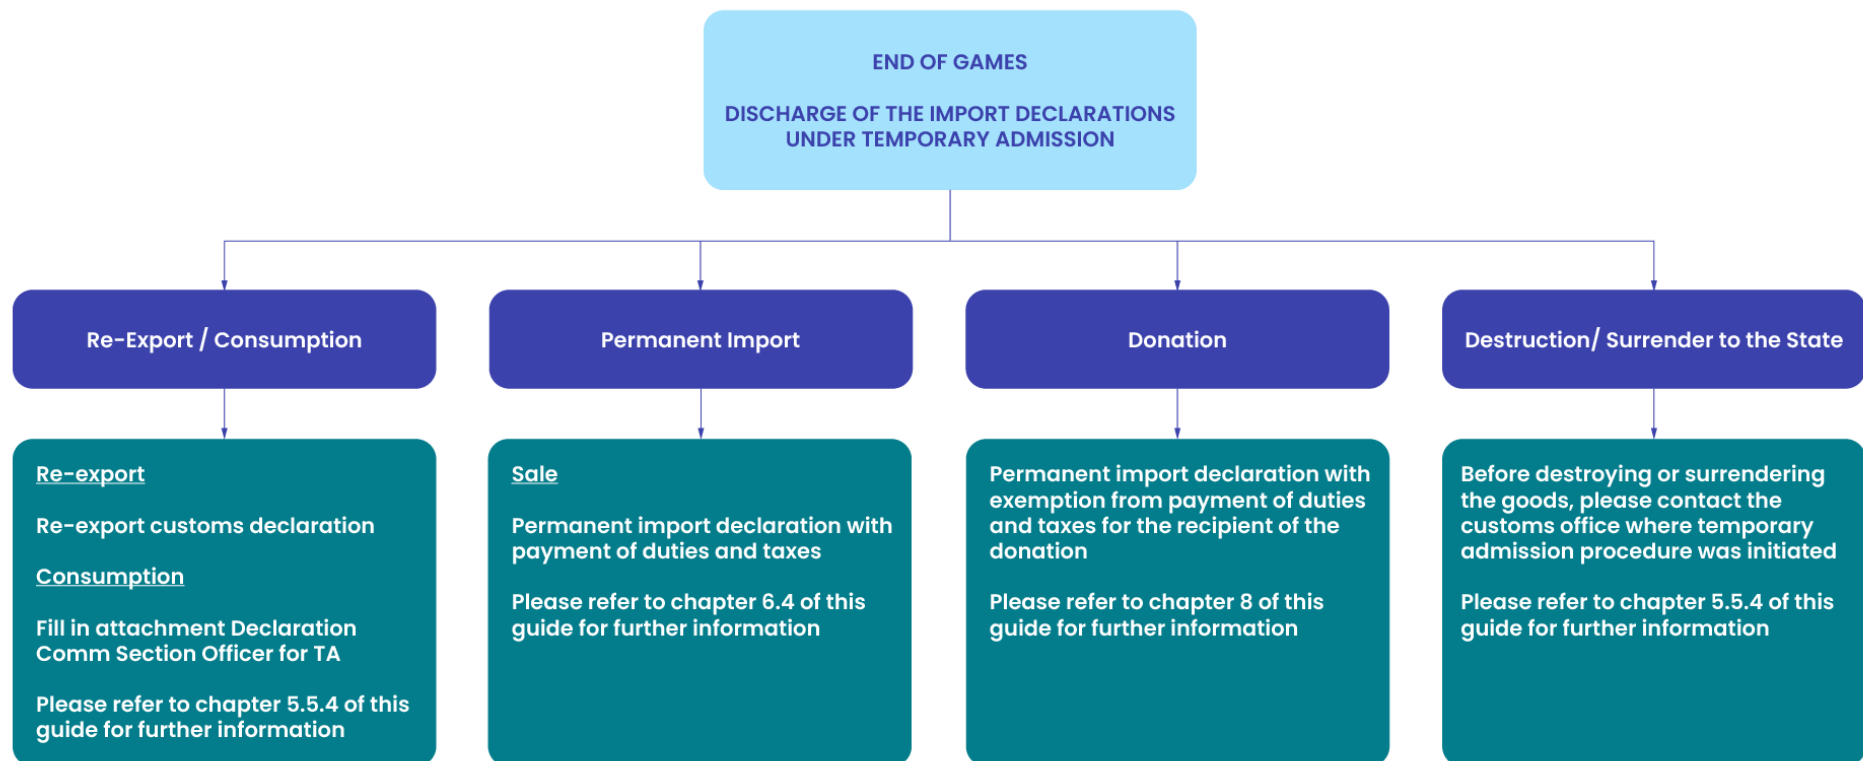 END OF GAMES
DISCHARGE OF THE IMPORT DECLARATIONS
UNDER TEMPORARY ADMISSION
Re-Export / Consumption
Permanent Import
Donation
Destruction/ Surrender to the State
Re-export
Re-export customs declaration
Consumption
Fill in attachment Declaration
Comm Section Officer for TA
Please refer to chapter 5.5.4 of this
guide for further information
Sale
Permanent import declaration with
payment of duties and taxes
Please refer to chapter 6.4 of this
guide for further information
Permanent import declaration with
exemption from payment of duties
and taxes for the recipient of the
donation
Please refer to chapter 8 of this
guide for further information
Before destroying or surrendering
the goods, please contact the
customs office where temporary
admission procedure was initiated
Please refer to chapter 5.5.4 of this
guide for further information